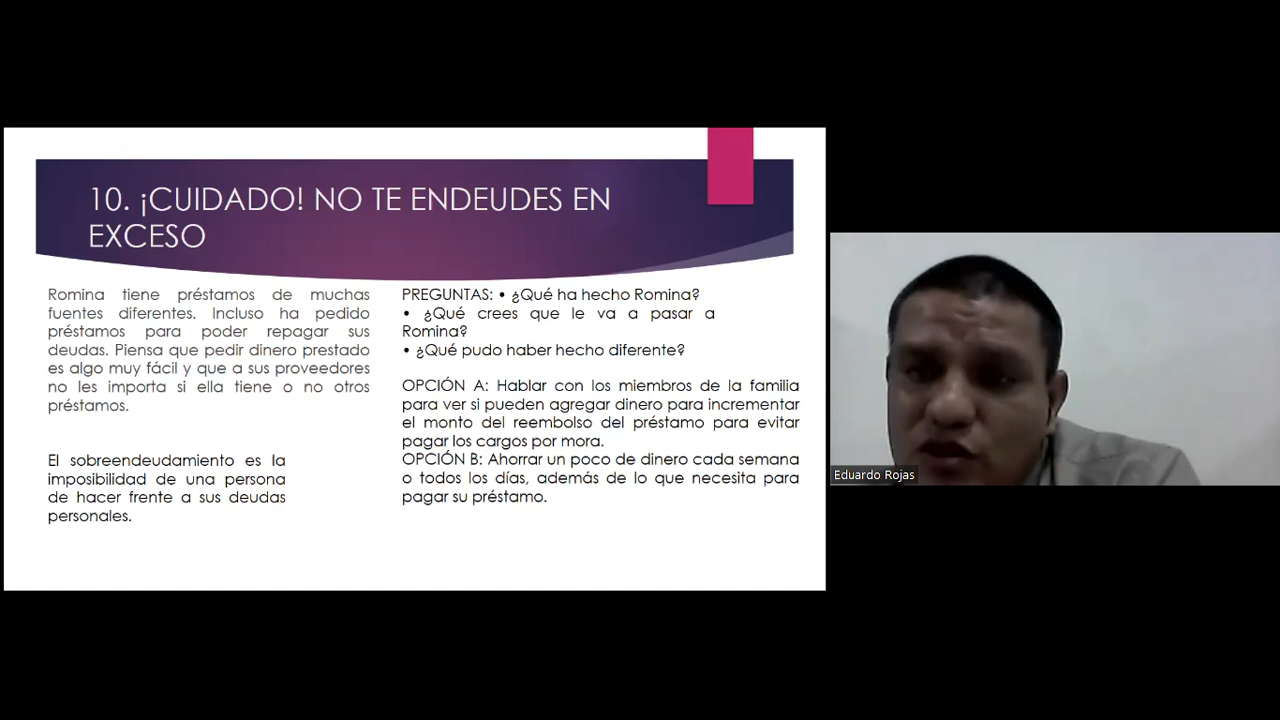 10. ¡CUIDADO! NO TE ENDEUDES EN
EXCESO
Romina tiene préstamos de muchas
fuentes diferentes. Incluso ha pedido
préstamos para poder repagar sus
deudas. Piensa que pedir dinero prestado
es algo muy fácil y que a sus proveedores
no les importa si ella tiene o no otros
préstamos.
El sobreendeudamiento es la
imposibilidad de una persona
de hacer frente a sus deudas
personales.
PREGUNTAS: • ¿Qué ha hecho Romina?
• ¿Qué crees que le va a pasar a
Romina?
• ¿Qué pudo haber hecho diferente?
OPCIÓN A: Hablar con los miembros de la familia
para ver si pueden agregar dinero para incrementar
el monto del reembolso del préstamo para evitar
pagar los cargos por mora.
OPCIÓN B: Ahorrar un poco de dinero cada semana
o todos los días, además de lo que necesita para
pagar su préstamo.
Eduardo Rojas